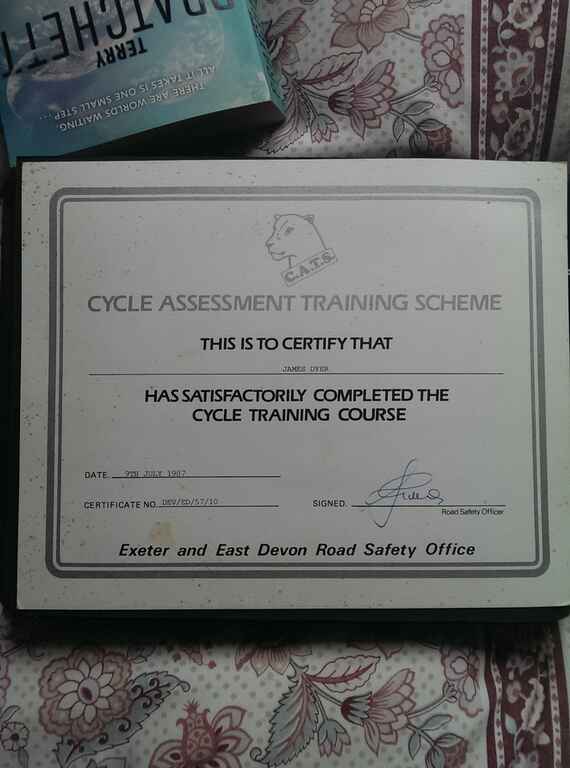 PRATCHETT
TERRY
THERE ARE WORLDS WAITING.
ALL IT TAKES IS ONE SMALL STEP...
C.A.T.S.
CYCLE ASSESSMENT TRAINING SCHEME
THIS IS TO CERTIFY THAT
JAMES DYER
HAS SATISFACTORILY COMPLETED THE
CYCLE TRAINING COURSE
DATE 9TH JULY 1987
CERTIFICATE NO. DEV/ED/57/10 SIGNED.
Road Safety Officer
Exeter and East Devon Road Safety Office